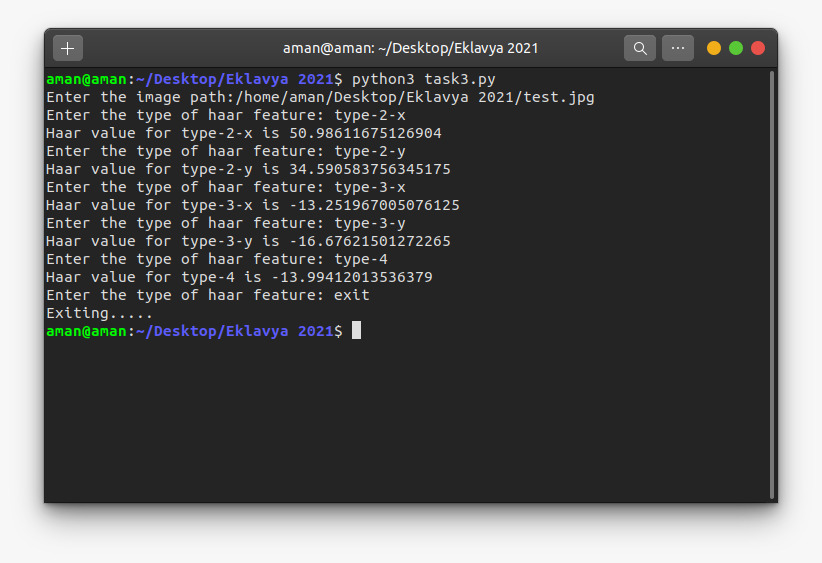 aman@aman: ~/Desktop/Eklavya 2021
aman@aman:~/Desktop/Eklavya 2021$ python3 task3.py
Enter the image path:/home/aman/Desktop/Eklavya 2021/test.jpg
Enter the type of haar feature: type-2-x
Haar value for type-2-x is 50.98611675126904
Enter the type of haar feature: type-2-y
Haar value for type-2-y is 34.590583756345175
Enter the type of haar feature: type-3-x
Haar value for type-3-x is -13.251967005076125
Enter the type of haar feature: type-3-y
Haar value for type-3-y is -16.67621501272265
Enter the type of haar feature: type-4
Haar value for type-4 is -13.99412013536379
Enter the type of haar feature: exit
Exiting.....
aman@aman:~/Desktop/Eklavya 2021$